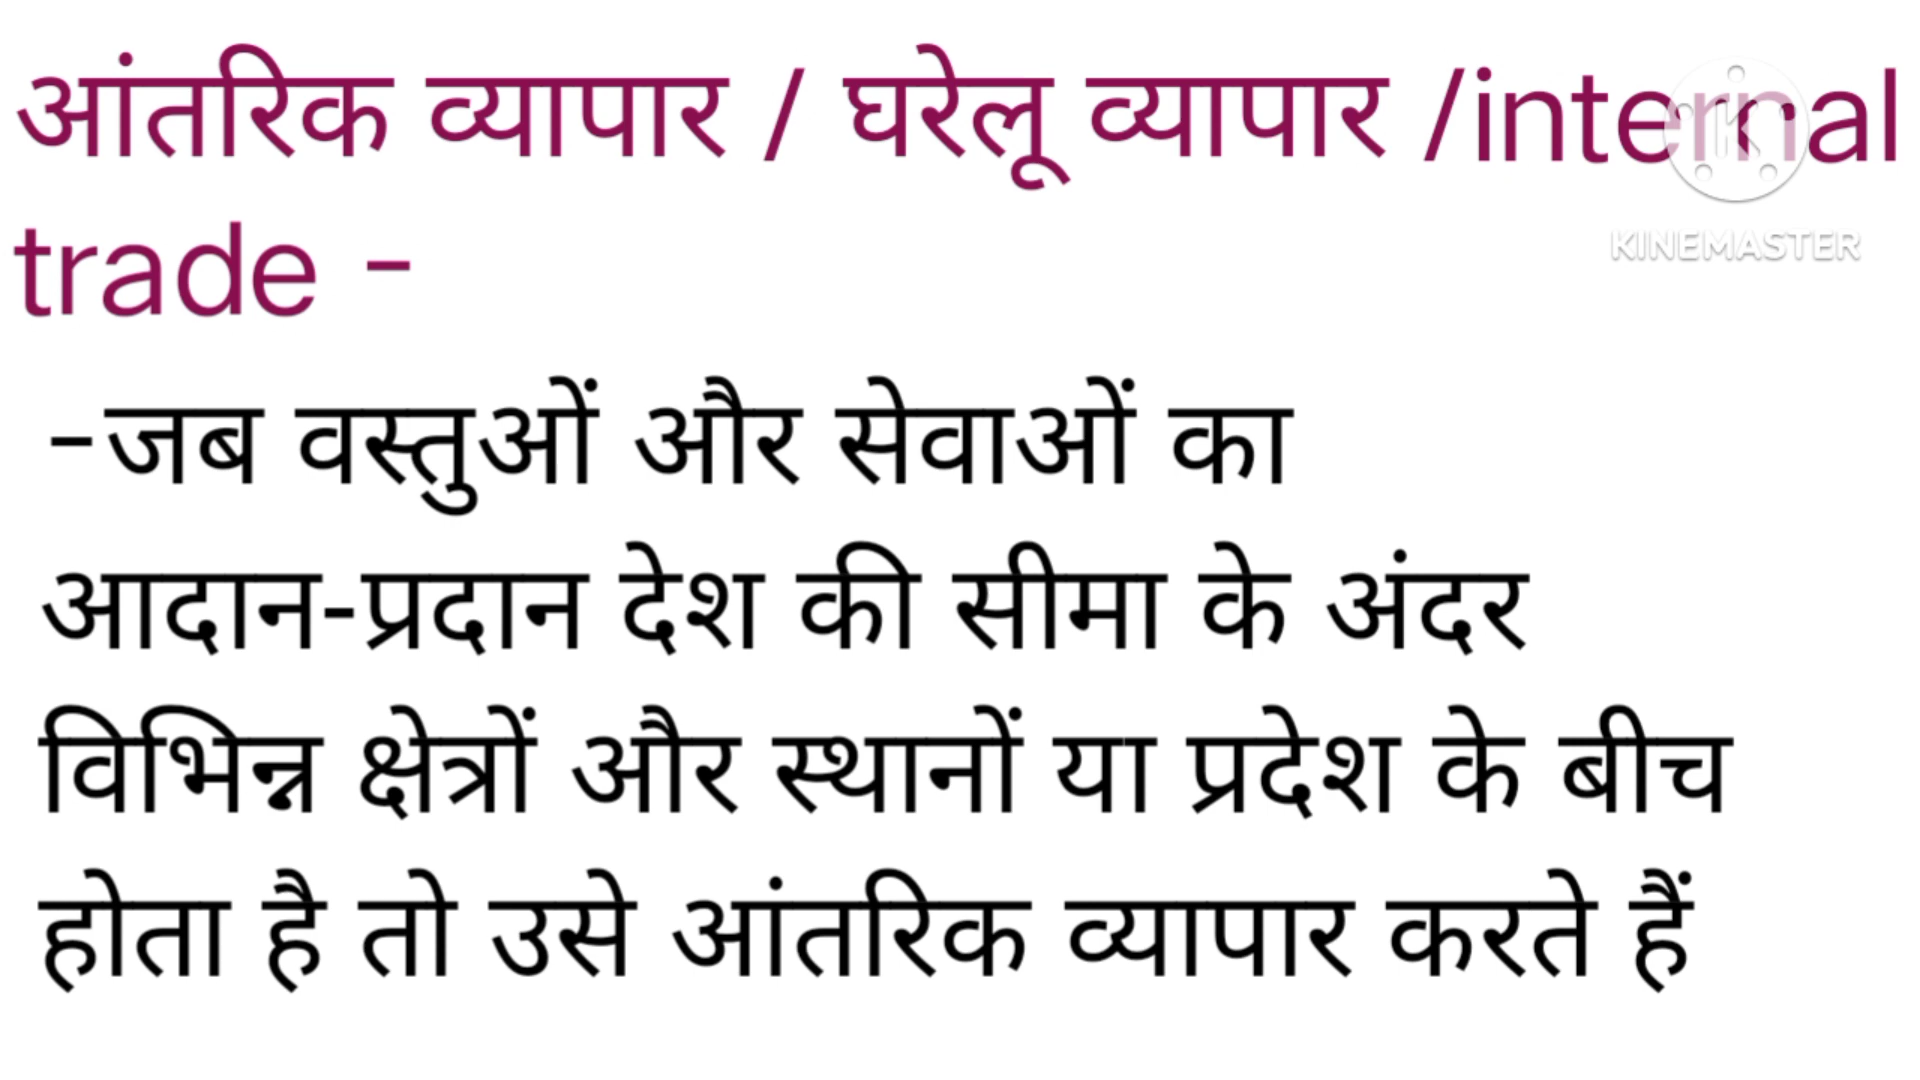 आंतरिक व्यापार / घरेलू व्यापार /internal
trade -
KINEMASTER
-जब वस्तुओं और सेवाओं का
आदान-प्रदान देश की सीमा के अंदर
विभिन्न क्षेत्रों और स्थानों या प्रदेश के बीच
होता है तो उसे आंतरिक व्यापार करते हैं